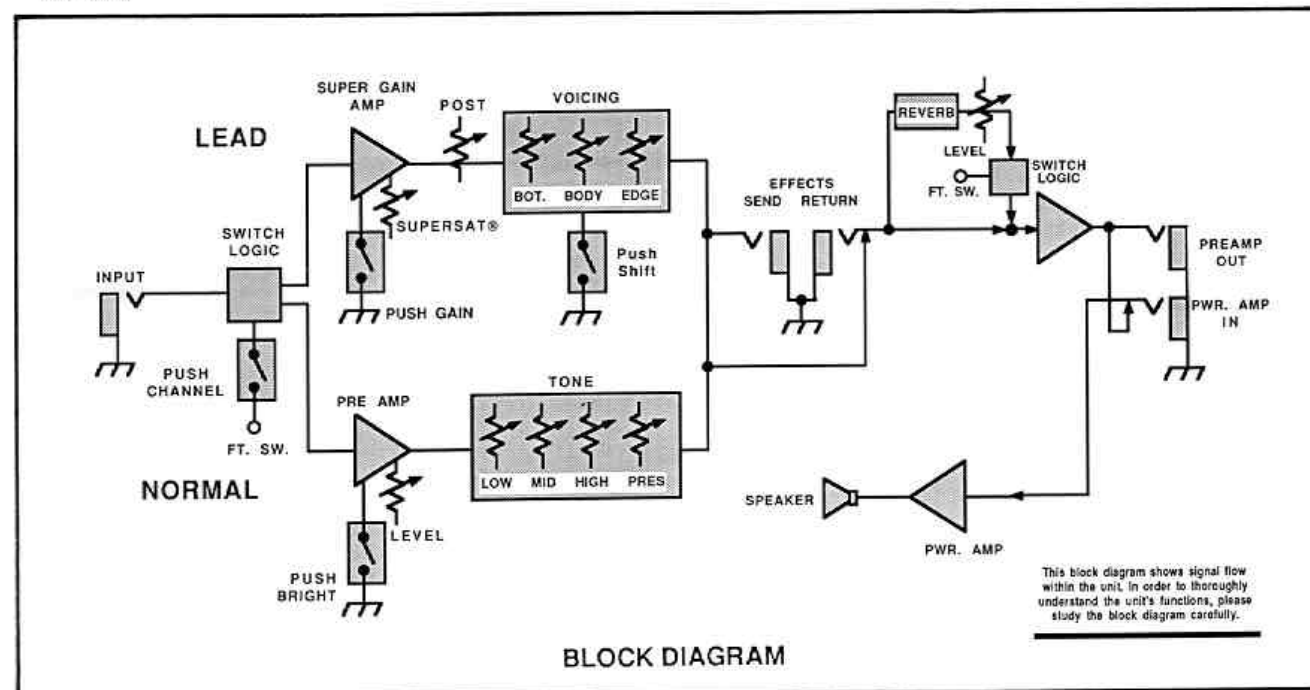 SUPER GAIN
AMP
POST
VOICING
LEAD
REVERB
LEVEL
SWITCH
LOGIC
FT. SW.
BOT. BODY EDGE
EFFECTS
SEND RETURN
SUPERSAT®
SWITCH
LOGIC
INPUT
Push
Shift
PREAMP
OUT
PUSH GAIN
PWR. AMP
IN
PUSH
CHANNEL
FT. SW.
PRE AMP
TONE
LOW MID HIGH PRES
NORMAL
LEVEL
SPEAKER
PWR. AMP
PUSH
BRIGHT
This block diagram shows signal flow
within the unit. In order to thoroughly
understand the unit's functions, please
study the block diagram carefully.
BLOCK DIAGRAM